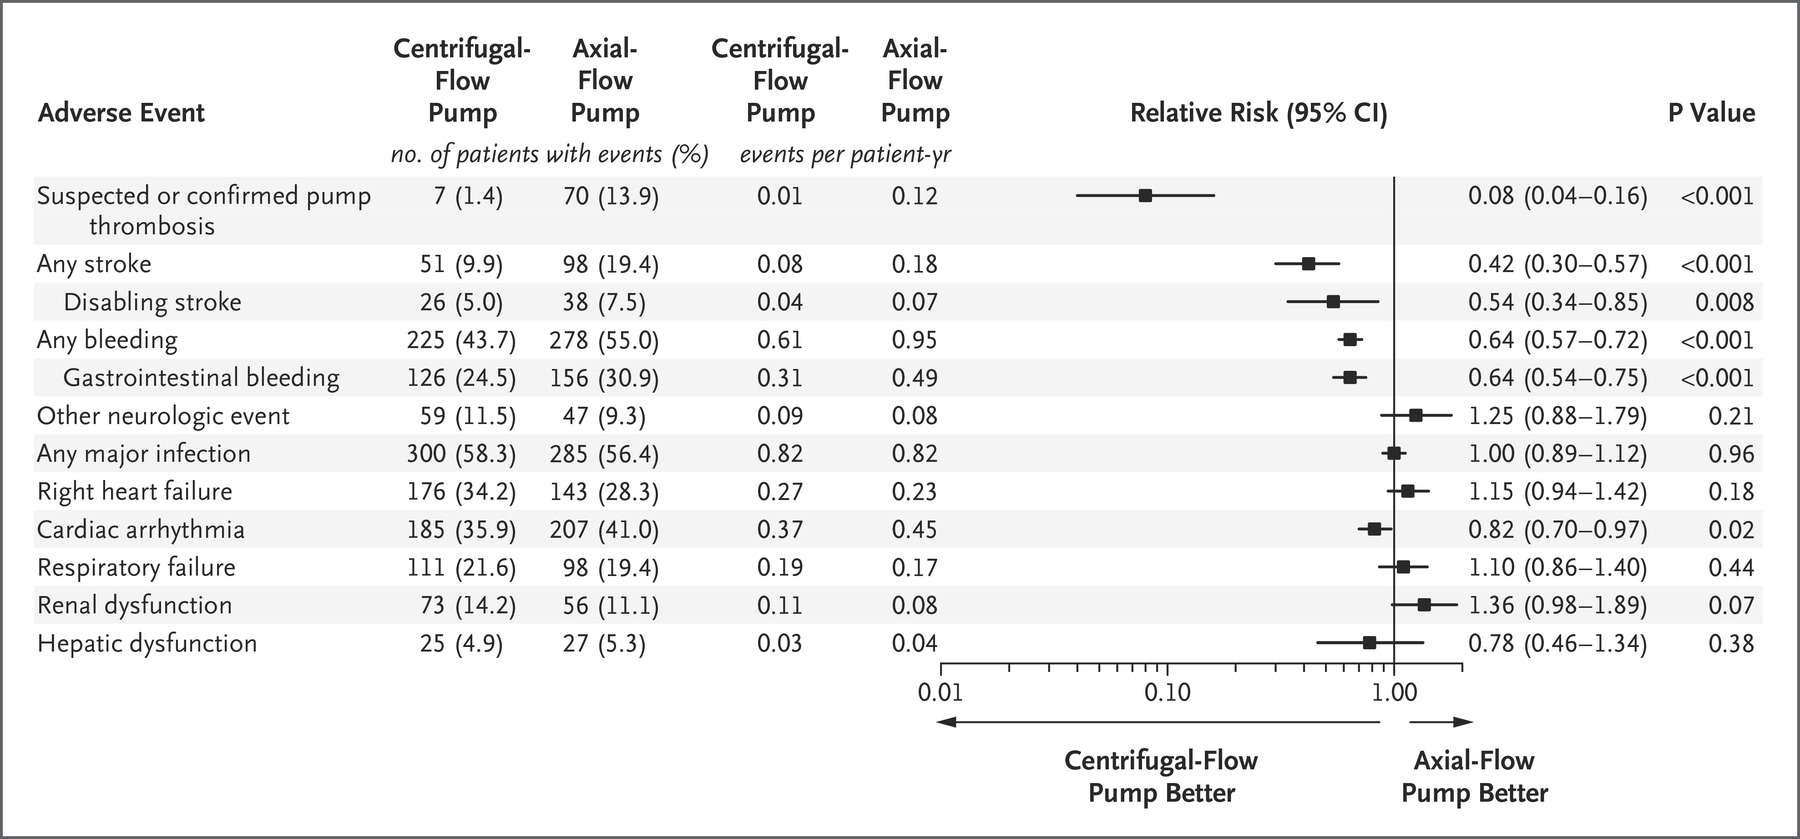 Centrifugal- Axial- Centrifugal- Axial-
Flow Flow Flow Flow
Adverse Event Pump Pump Pump Pump Relative Risk (95% CI) P Value
no. of patients with events (%) events per patient-yr
Suspected or confirmed pump 7 (1.4) 70 (13.9) 0.01 0.12 0.08 (0.04–0.16) <0.001
thrombosis
Any stroke 51 (9.9) 98 (19.4) 0.08 0.18 0.42 (0.30–0.57) <0.001
Disabling stroke 26 (5.0) 38 (7.5) 0.04 0.07 0.54 (0.34–0.85) 0.008
Any bleeding 225 (43.7) 278 (55.0) 0.61 0.95 0.64 (0.57–0.72) <0.001
Gastrointestinal bleeding 126 (24.5) 156 (30.9) 0.31 0.49 0.64 (0.54–0.75) <0.001
Other neurologic event 59 (11.5) 47 (9.3) 0.09 0.08 1.25 (0.88–1.79) 0.21
Any major infection 300 (58.3) 285 (56.4) 0.82 0.82 1.00 (0.89–1.12) 0.96
Right heart failure 176 (34.2) 143 (28.3) 0.27 0.23 1.15 (0.94–1.42) 0.18
Cardiac arrhythmia 185 (35.9) 207 (41.0) 0.37 0.45 0.82 (0.70–0.97) 0.02
Respiratory failure 111 (21.6) 98 (19.4) 0.19 0.17 1.10 (0.86–1.40) 0.44
Renal dysfunction 73 (14.2) 56 (11.1) 0.11 0.08 1.36 (0.98–1.89) 0.07
Hepatic dysfunction 25 (4.9) 27 (5.3) 0.03 0.04 0.78 (0.46–1.34) 0.38
0.01 0.10 1.00
Centrifugal-Flow Axial-Flow
Pump Better Pump Better